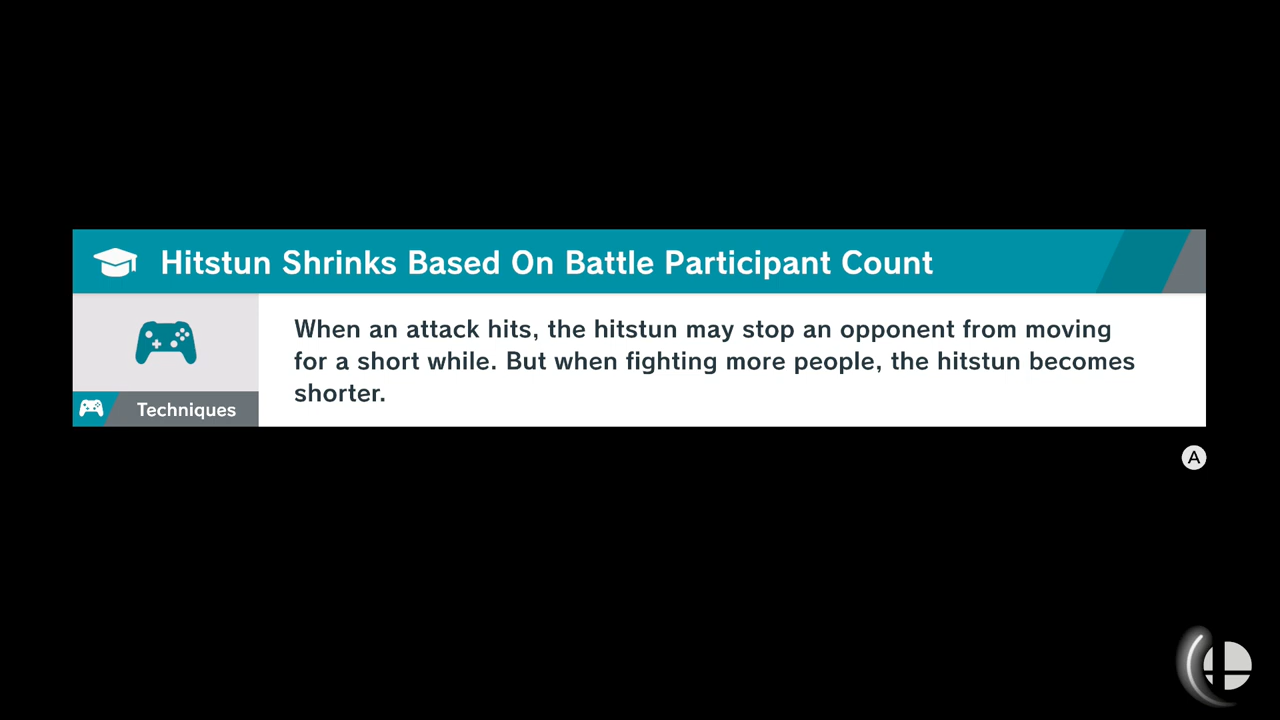 Hitstun Shrinks Based On Battle Participant Count
When an attack hits, the hitstun may stop an opponent from moving
for a short while. But when fighting more people, the hitstun becomes
shorter.
Techniques
A